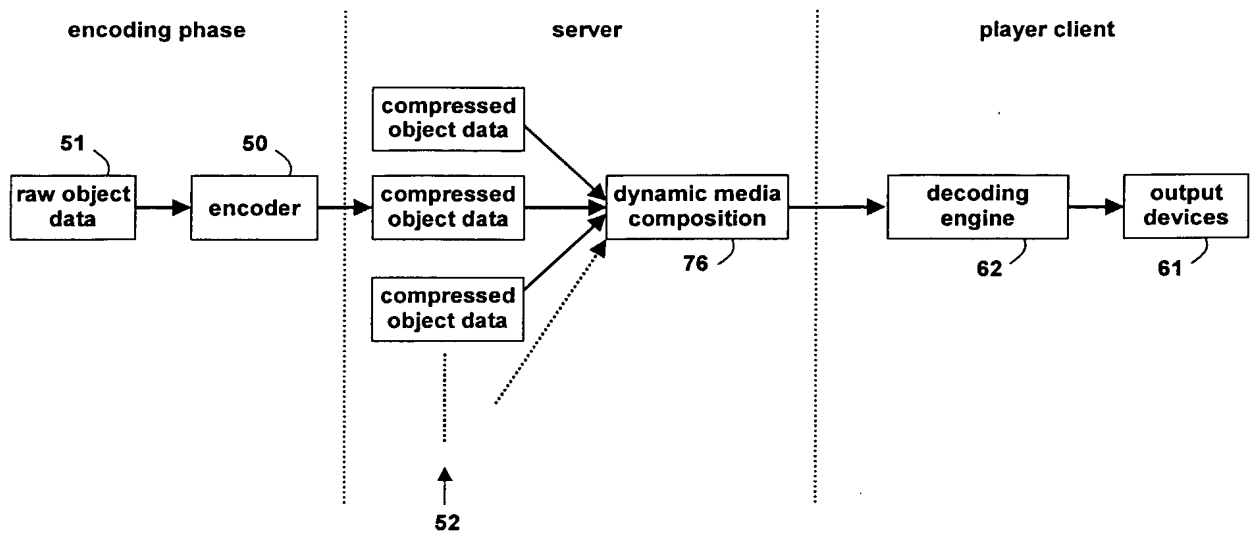 encoding phase
server
player client
compressed
object data
51
50
raw object
data
encoder
compressed
object data
dynamic media
composition
decoding
engine
output
devices
76
62
61
compressed
object data
52